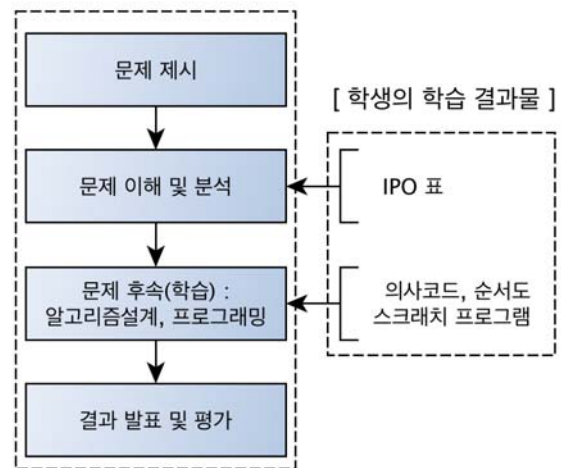 문제 제시
[ 학생의 학습 결과물 ]
문제 이해 및 분석
IPO 표
문제 후속(학습) :
알고리즘설계, 프로그래밍
의사코드, 순서도
스크래치 프로그램
결과 발표 및 평가